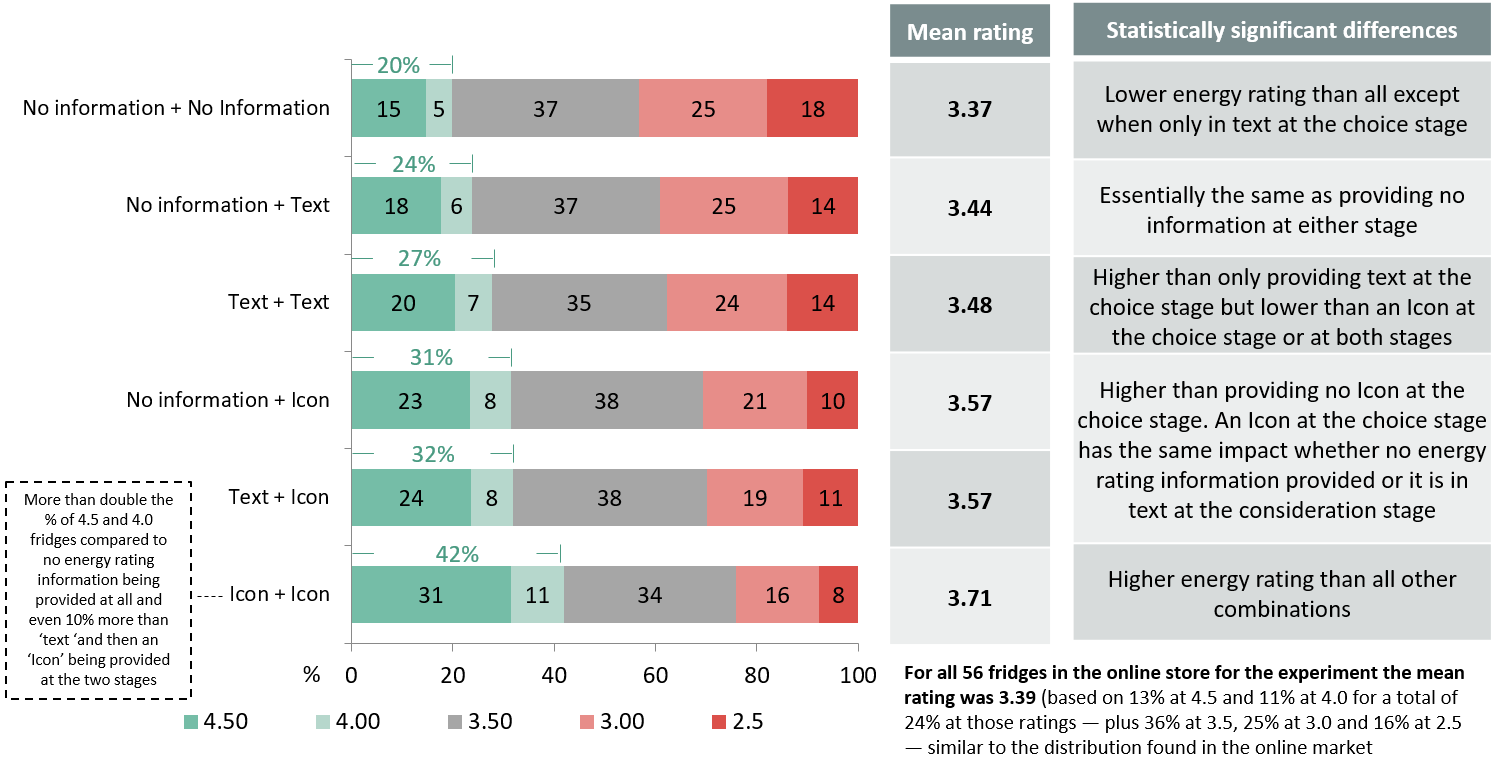 Mean rating
Statistically significant differences
20%
No information + No Information
15 5 37 25 18
3.37
Lower energy rating than all except
when only in text at the choice stage
24%
No information + Text
18 6 37 25 14
3.44
Essentially the same as providing no
information at either stage
27%
Text + Text
20 7 35 24 14
3.48
Higher than only providing text at the
choice stage but lower than an Icon at
the choice stage or at both stages
31%
No information + Icon
23 8 38 21 10
3.57
Higher than providing no Icon at the
choice stage. An Icon at the choice stage
has the same impact whether no energy
rating information provided or it is in
text at the consideration stage
32%
Text + Icon
24 8 38 19 11
3.57
42%
Icon + Icon
31 11 34 16 8
3.71
Higher energy rating than all other
combinations
More than double the
% of 4.5 and 4.0
fridges compared to
no energy rating
information being
provided at all and
even 10% more than
‘text ‘and then an
‘Icon’ being provided
at the two stages
% 0 20 40 60 80 100
4.50 4.00 3.50 3.00 2.5
For all 56 fridges in the online store for the experiment the mean
rating was 3.39 (based on 13% at 4.5 and 11% at 4.0 for a total of
24% at those ratings — plus 36% at 3.5, 25% at 3.0 and 16% at 2.5
— similar to the distribution found in the online market